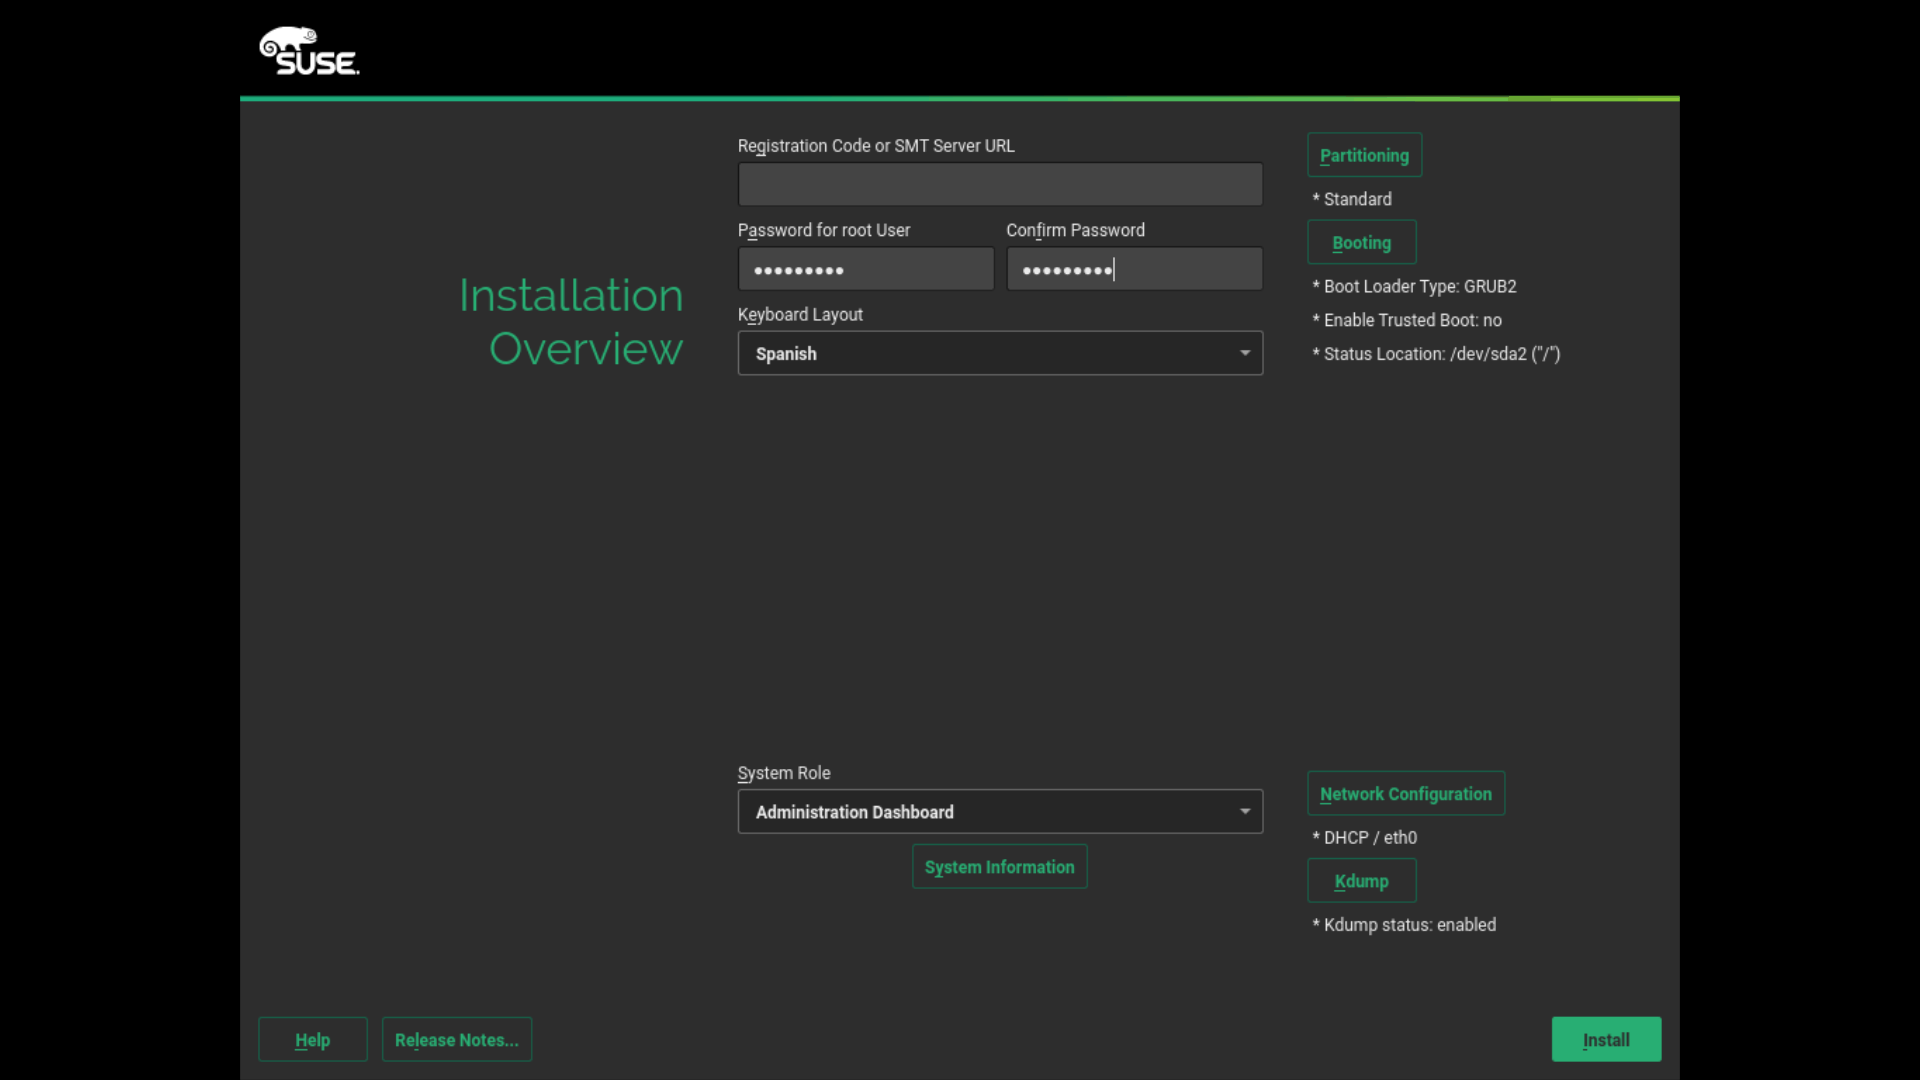 SUSE.
Installation
Overview
Registration Code or SMT Server URL
Password for root User
Confirm Password
•••••••••
•••••••••
Keyboard Layout
Spanish
Partitioning
* Standard
Booting
* Boot Loader Type: GRUB2
* Enable Trusted Boot: no
* Status Location: /dev/sda2 ("/")
System Role
Administration Dashboard
System Information
Network Configuration
* DHCP / eth0
Kdump
* Kdump status: enabled
Help
Release Notes...
Install